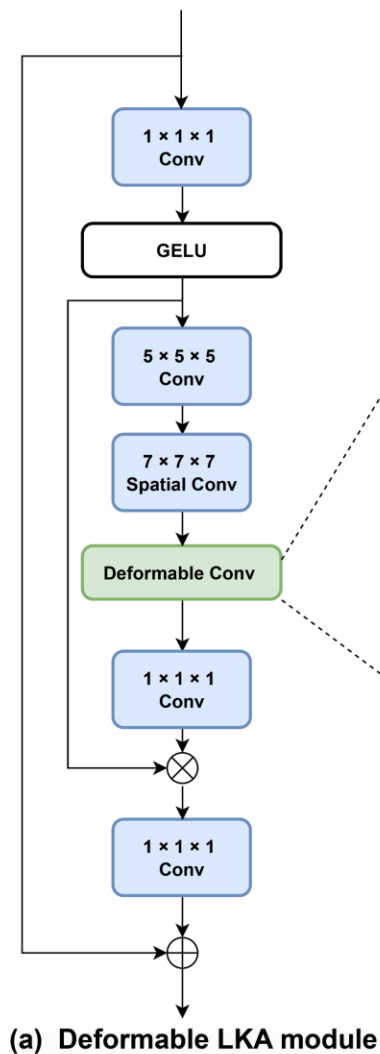 1 × 1 × 1
Conv
GELU
5 × 5 × 5
Conv
7 × 7 × 7
Spatial Conv
Deformable Conv
1 × 1 × 1
Conv
1 × 1 × 1
Conv
(a) Deformable LKA module